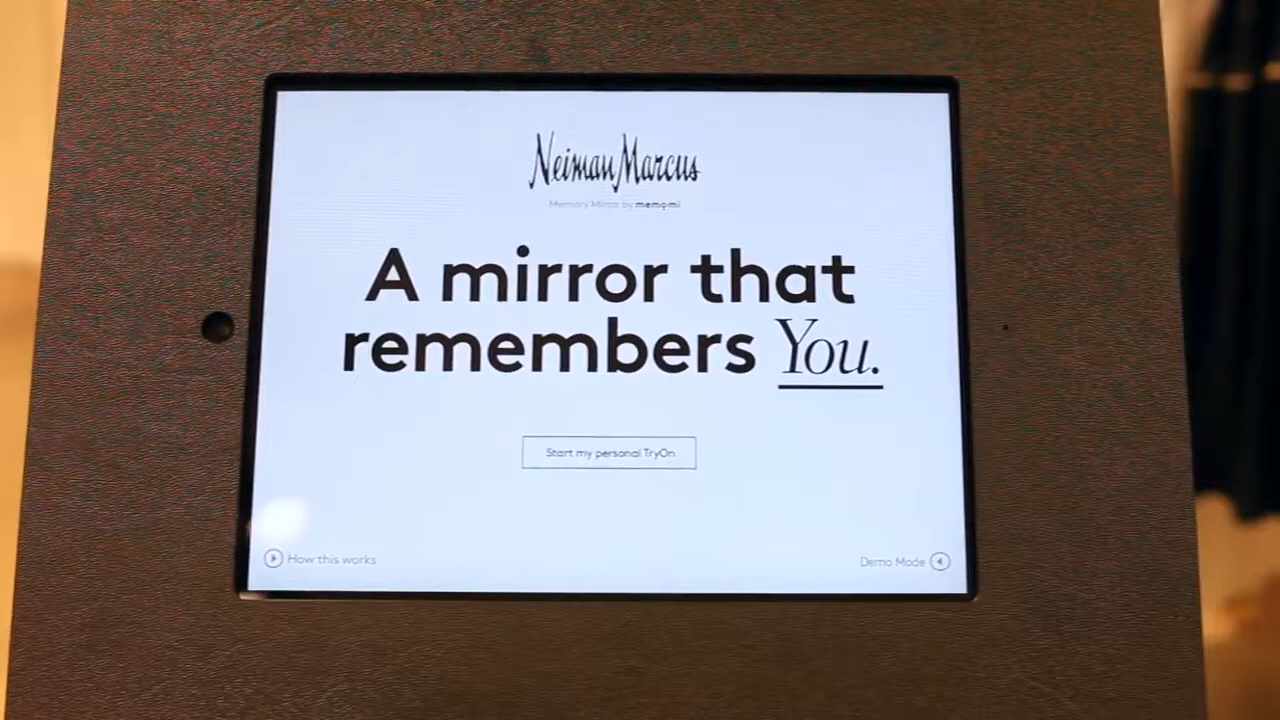 Neiman Marcus
Memory Mirror by memomi
A mirror that
remembers You.
Start my personal TryOn
How this works
Demo Mode